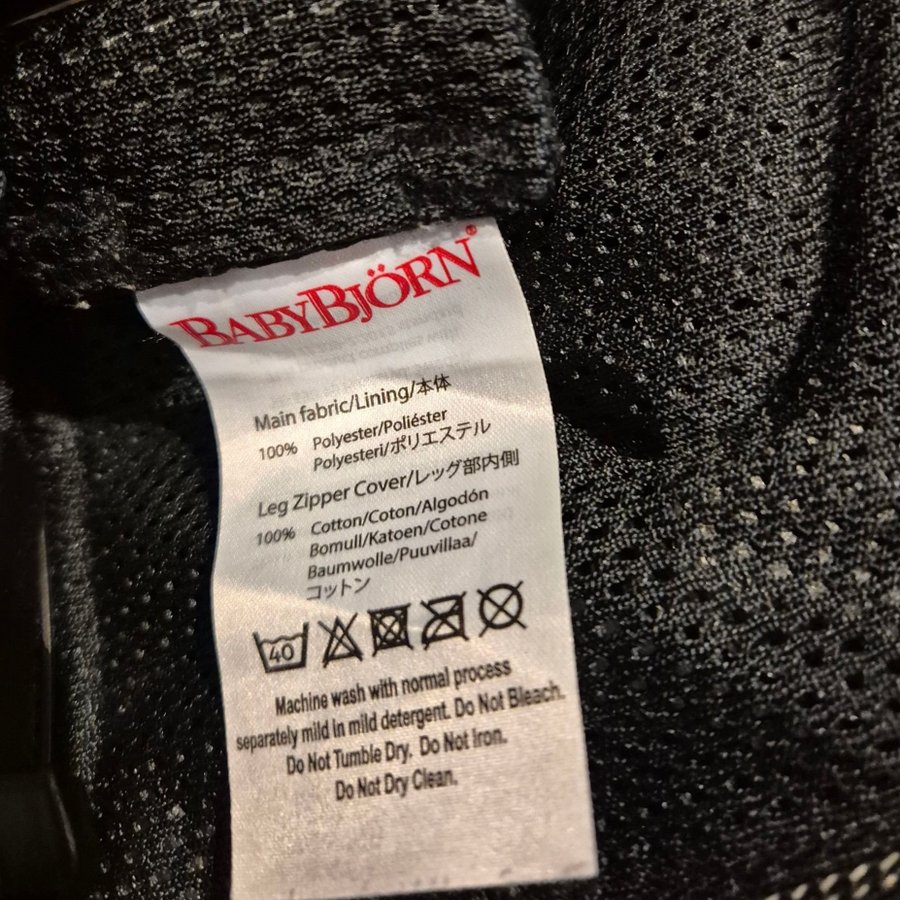 BABYBJÖRN®
Main fabric/Lining/本体
100% Polyester/Poliéster
Polyesteri/ポリエステル
Leg Zipper Cover/レッグ部内側
100% Cotton/Coton/Algodón
Bomull/Katoen/Cotone
Baumwolle/Puuvillaa/
コットン
40
Machine wash with normal process
separately mild in mild detergent. Do Not Bleach.
Do Not Tumble Dry. Do Not Iron.
Do Not Dry Clean.